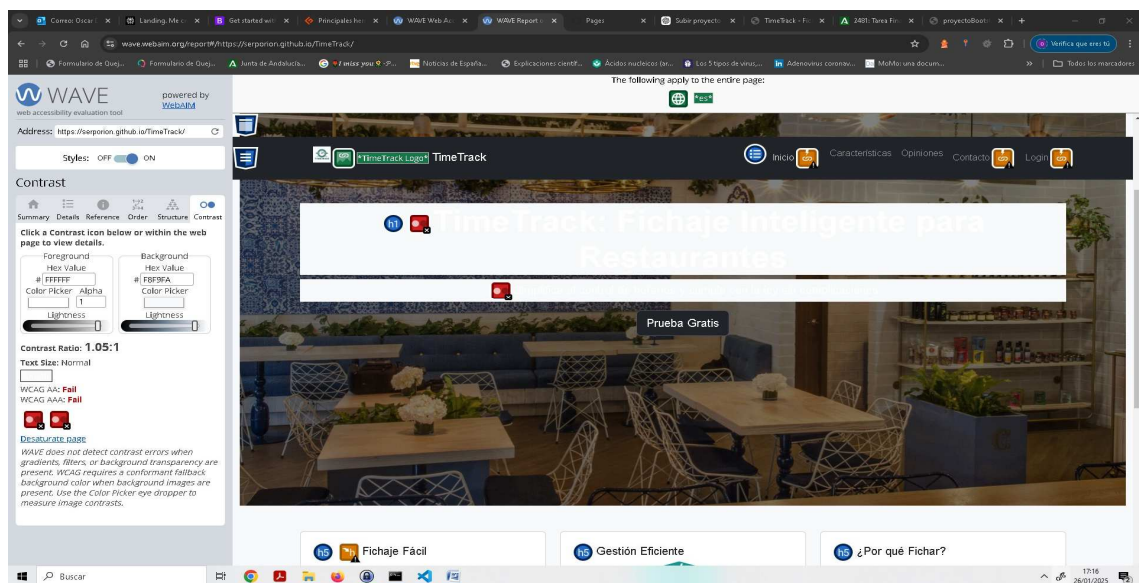 Correo: Oscar
Landing. Me
Get started wit
Principales her
WAVE Web Acc
WAVE Report o
Pages
Subir proyecto
TimeTrack - Fic
2481: Tarea Fin
proyectoBoots
wave.webaim.org/report#/https://serporion.github.io/TimeTrack/
Verifica que eres tú
Formulario de Quej...
Formulario de Quej...
Junta de Andalucía...
I miss you
Noticias de España...
Explicaciones científ...
Ácidos nucleicos (ar...
Los 5 tipos de virus,...
Adenovirus coronav...
MoMo: una docum...
Todos los marcadores
WAVE
web accessibility evaluation tool
powered by
WebAIM
Address: https://serporion.github.io/TimeTrack/
Styles: OFF ON
Contrast
Summary Details Reference Order Structure Contrast
Click a Contrast icon below or within the web
page to view details.
Foreground
Hex Value
# FFFFFF
Color Picker Alpha
1
Lightness
Background
Hex Value
# F8F9FA
Color Picker
Lightness
Contrast Ratio: 1.05:1
Text Size: Normal
WCAG AA: Fail
WCAG AAA: Fail
Desaturate page
WAVE does not detect contrast errors when
gradients, filters, or background transparency are
present. WCAG requires a conformant fallback
background color when background images are
present. Use the Color Picker eye dropper to
measure image contrasts.
The following apply to the entire page:
*es*
*TimeTrack Logo* TimeTrack
Inicio
Características
Opiniones
Contacto
Login
h1 TimeTrack: Fichaje Inteligente para
Restaurantes
Prueba Gratis
h5 Fichaje Fácil
h5 Gestión Eficiente
h5 ¿Por qué Fichar?
Buscar
17:16
26/01/2025